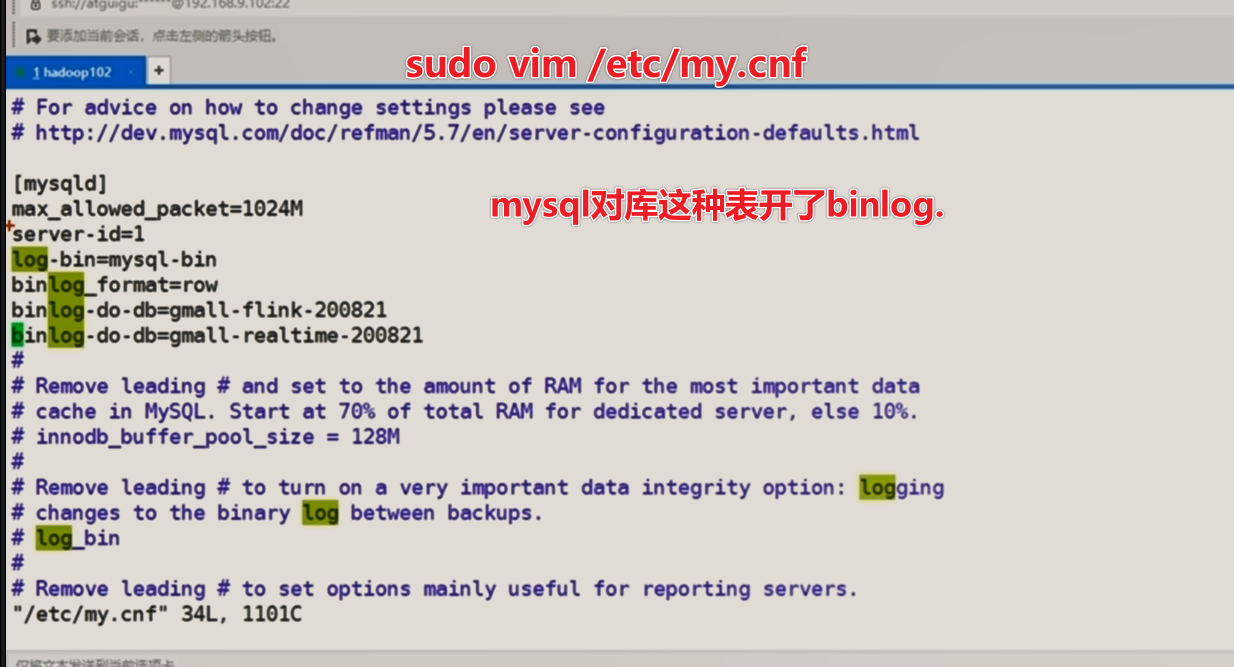 ssh://atguigu:******@192.168.9.102:22
要添加当前会话，点击左侧的箭头按钮。
sudo vim /etc/my.cnf
1 hadoop102 × +
# For advice on how to change settings please see
# http://dev.mysql.com/doc/refman/5.7/en/server-configuration-defaults.html
[mysqld]
mysql对库这种表开了binlog.
max_allowed_packet=1024M
server-id=1
log-bin=mysql-bin
binlog_format=row
binlog-do-db=gmall-flink-200821
binlog-do-db=gmall-realtime-200821
#
# Remove leading # and set to the amount of RAM for the most important data
# cache in MySQL. Start at 70% of total RAM for dedicated server, else 10%.
# innodb_buffer_pool_size = 128M
#
# Remove leading # to turn on a very important data integrity option: logging
# changes to the binary log between backups.
# log_bin
#
# Remove leading # to set options mainly useful for reporting servers.
"/etc/my.cnf" 34L, 1101C